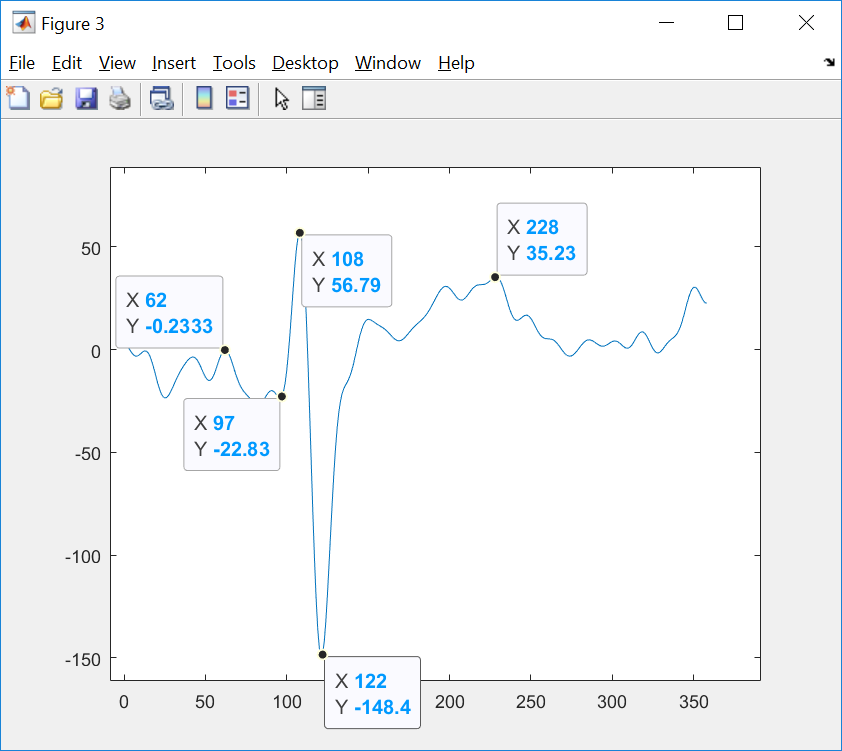 Figure 3
File Edit View Insert Tools Desktop Window Help
X 228
Y 35.23
50
X 108
Y 56.79
X 62
Y -0.2333
0
X 97
Y -22.83
-50
-100
-150
X 122
Y -148.4
0 50 100 200 250 300 350